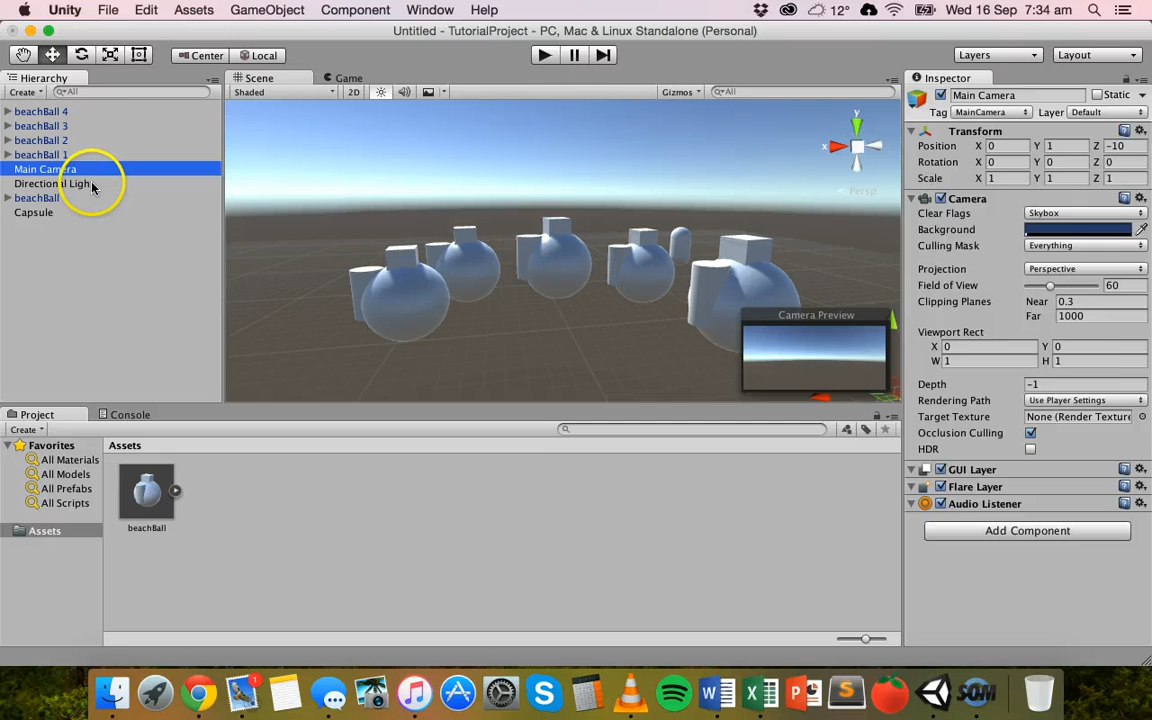 Unity File Edit Assets GameObject Component Window Help 12° Wed 16 Sep 7:34 am
Untitled - TutorialProject - PC, Mac & Linux Standalone (Personal)
Center Local Layers Layout
Hierarchy
Create All
beachBall 4
beachBall 3
beachBall 2
beachBall 1
Main Camera
Directional Ligh
beachBall
Capsule
Scene Game
Shaded 2D Gizmos All
y
x
Persp
Camera Preview
Inspector
Main Camera Static
Tag MainCamera Layer Default
Transform
Position X 0 Y 1 Z -10
Rotation X 0 Y 0 Z 0
Scale X 1 Y 1 Z 1
Camera
Clear Flags Skybox
Background
Culling Mask Everything
Projection Perspective
Field of View 60
Clipping Planes Near 0.3
Far 1000
Viewport Rect
X 0 Y 0
W 1 H 1
Depth -1
Rendering Path Use Player Settings
Target Texture None (Render Texture
Occlusion Culling
HDR
GUI Layer
Flare Layer
Audio Listener
Add Component
Project Console
Create
Favorites
All Materials
All Models
All Prefabs
All Scripts
Assets
Assets
beachBall
1
SOM